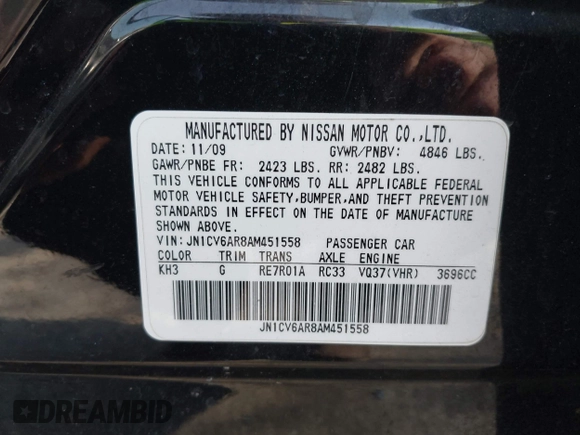 MANUFACTURED BY NISSAN MOTOR CO.,LTD.
DATE: 11/09 GVWR/PNBV: 4846 LBS.
GAWR/PNBE FR: 2423 LBS. RR: 2482 LBS.
THIS VEHICLE CONFORMS TO ALL APPLICABLE FEDERAL
MOTOR VEHICLE SAFETY,BUMPER,AND THEFT PREVENTION
STANDARDS IN EFFECT ON THE DATE OF MANUFACTURE
SHOWN ABOVE.
VIN:JN1CV6AR8AM451558 PASSENGER CAR
COLOR TRIM TRANS AXLE ENGINE
KH3 G RE7R01A RC33 VQ37(VHR) 3696CC
JN1CV6AR8AM451558
DREAMBID